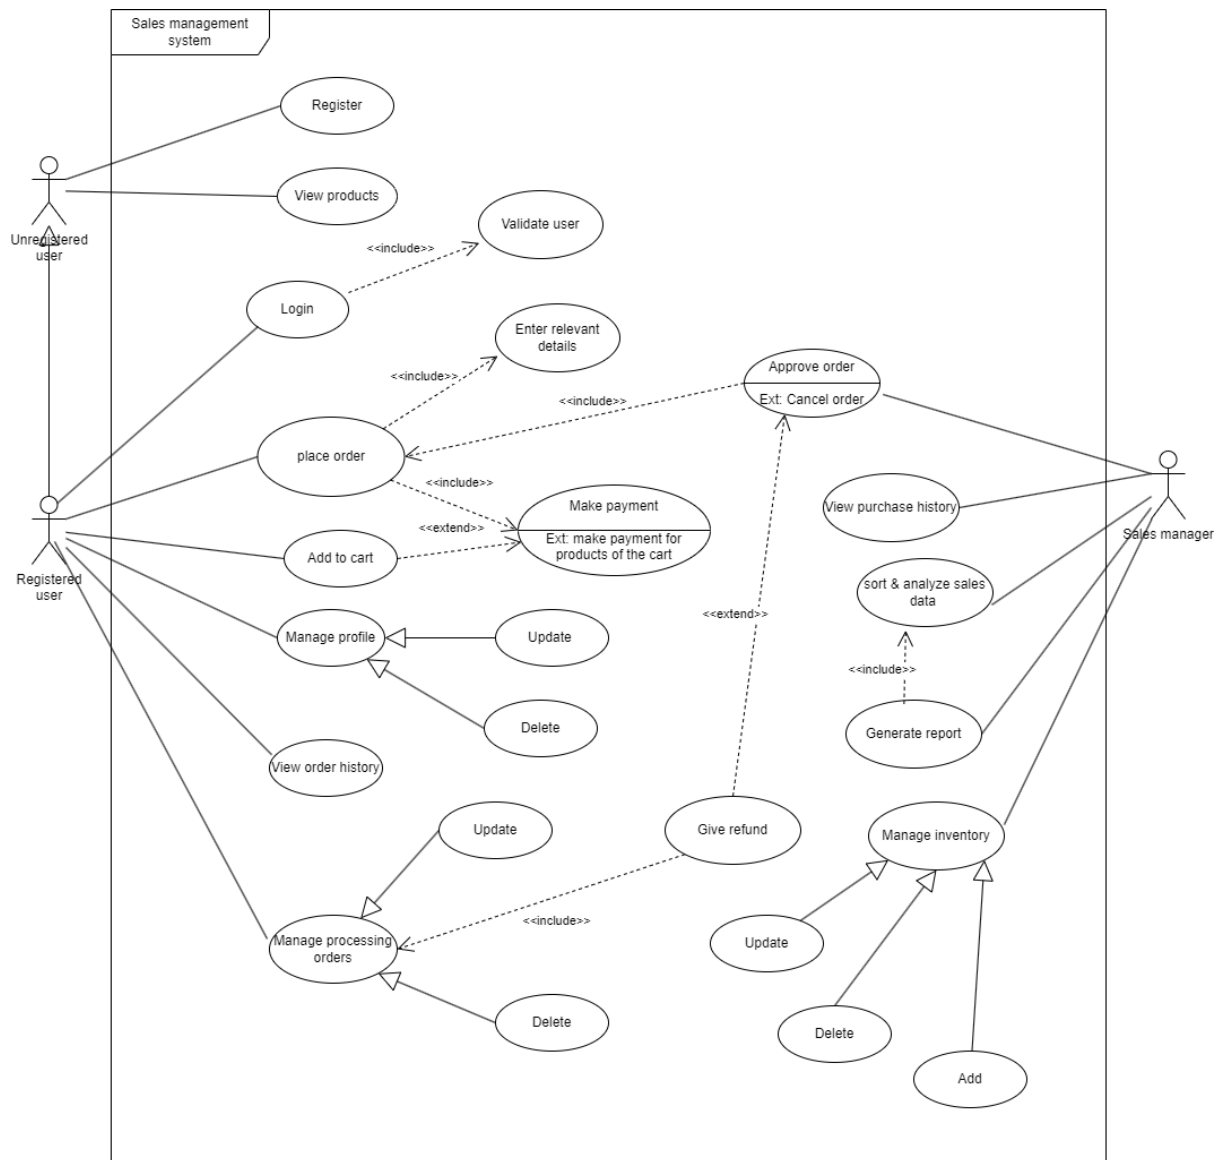 Sales management
system
Register
View products
Unregistered
user
Validate user
<<include>>
Login
Enter relevant
details
<<include>>
Approve order
Ext: Cancel order
<<include>>
place order
<<include>>
Make payment
Ext: make payment for
products of the cart
<<extend>>
Add to cart
View purchase history
Sales manager
Registered
user
sort & analyze sales
data
<<extend>>
Manage profile
Update
<<include>>
Delete
Generate report
View order history
Update
Give refund
Manage inventory
<<include>>
Manage processing
orders
Update
Delete
Delete
Add